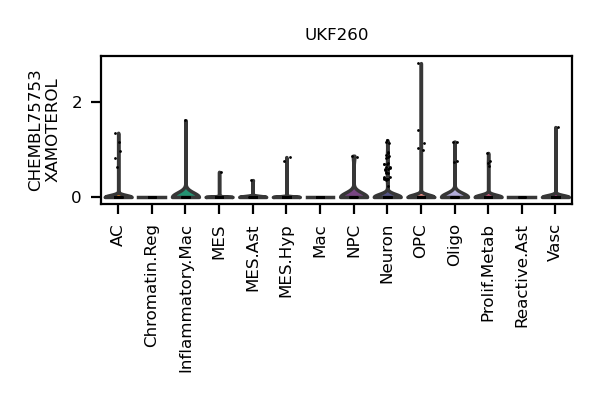 UKF260
CHEMBL75753
XAMOTEROL
2
0
AC
Chromatin.Reg
Inflammatory.Mac
MES
MES.Ast
MES.Hyp
Mac
NPC
Neuron
OPC
Oligo
Prolif.Metab
Reactive.Ast
Vasc